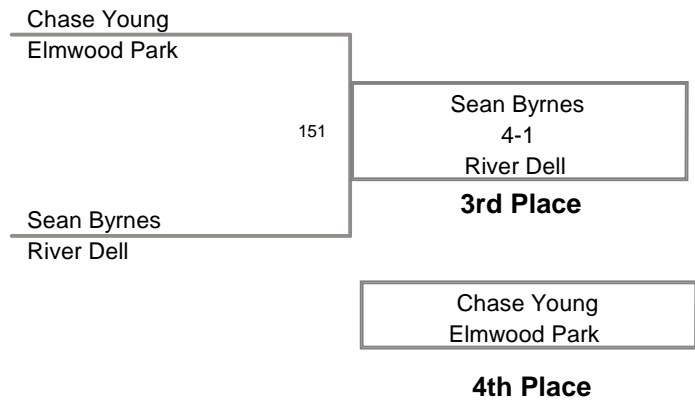 Chase Young
Elmwood Park
151
Sean Byrnes
4-1
River Dell
3rd Place
Sean Byrnes
River Dell
Chase Young
Elmwood Park
4th Place